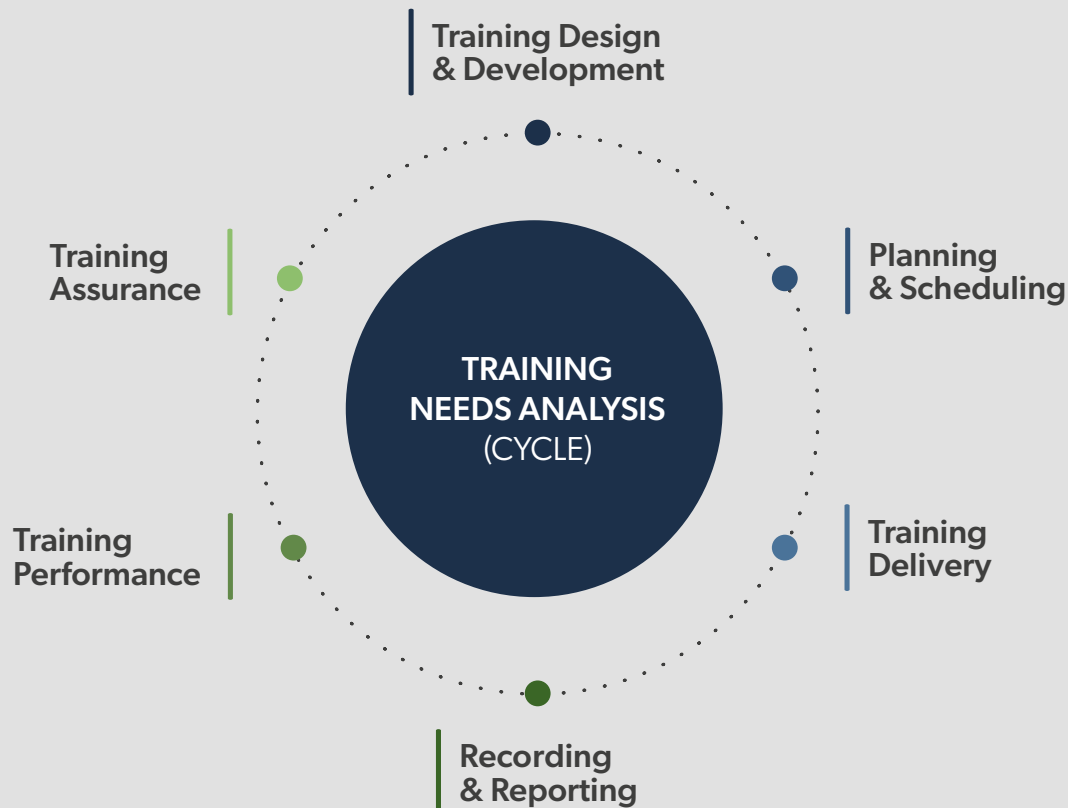 Training Design
& Development
Planning
& Scheduling
Training
Delivery
Recording
& Reporting
Training
Performance
Training
Assurance
TRAINING
NEEDS ANALYSIS
(CYCLE)